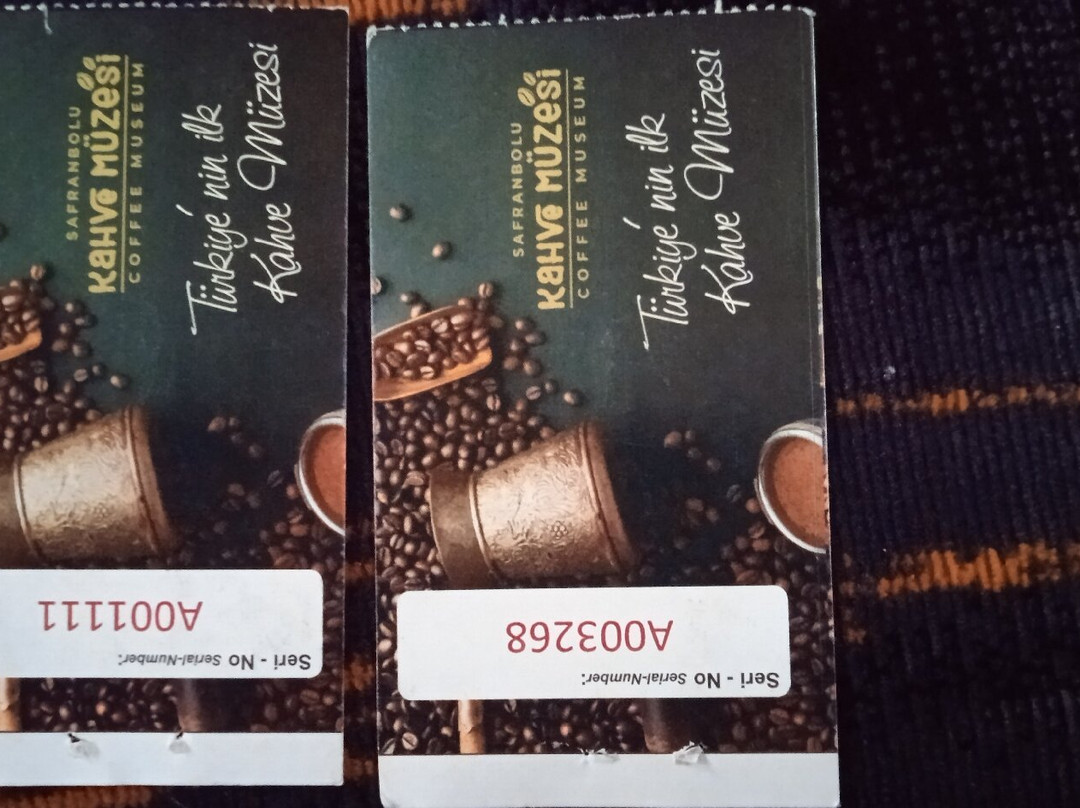 SAFRANBOLU
KAHVE MÜZESİ
COFFEE MUSEUM
Türkiye'nin ilk
Kahve Müzesi
Seri - No Serial-Number:
A001111
SAFRANBOLU
KAHVE MÜZESİ
COFFEE MUSEUM
Türkiye'nin ilk
Kahve Müzesi
Seri - No Serial-Number:
A003268